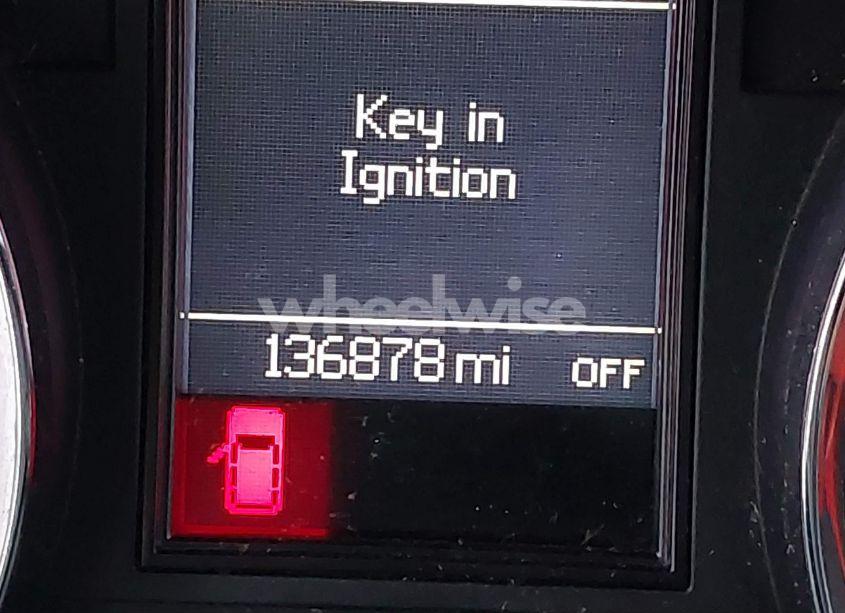 Key in
Ignition
wheelwise
136878 mi OFF